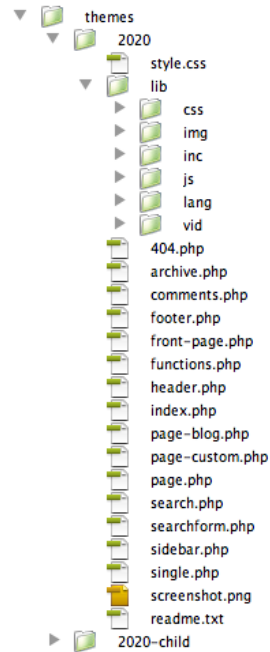 themes
2020
style.css
lib
css
img
inc
js
lang
vid
404.php
archive.php
comments.php
footer.php
front-page.php
functions.php
header.php
index.php
page-blog.php
page-custom.php
page.php
search.php
searchform.php
sidebar.php
single.php
screenshot.png
readme.txt
2020-child